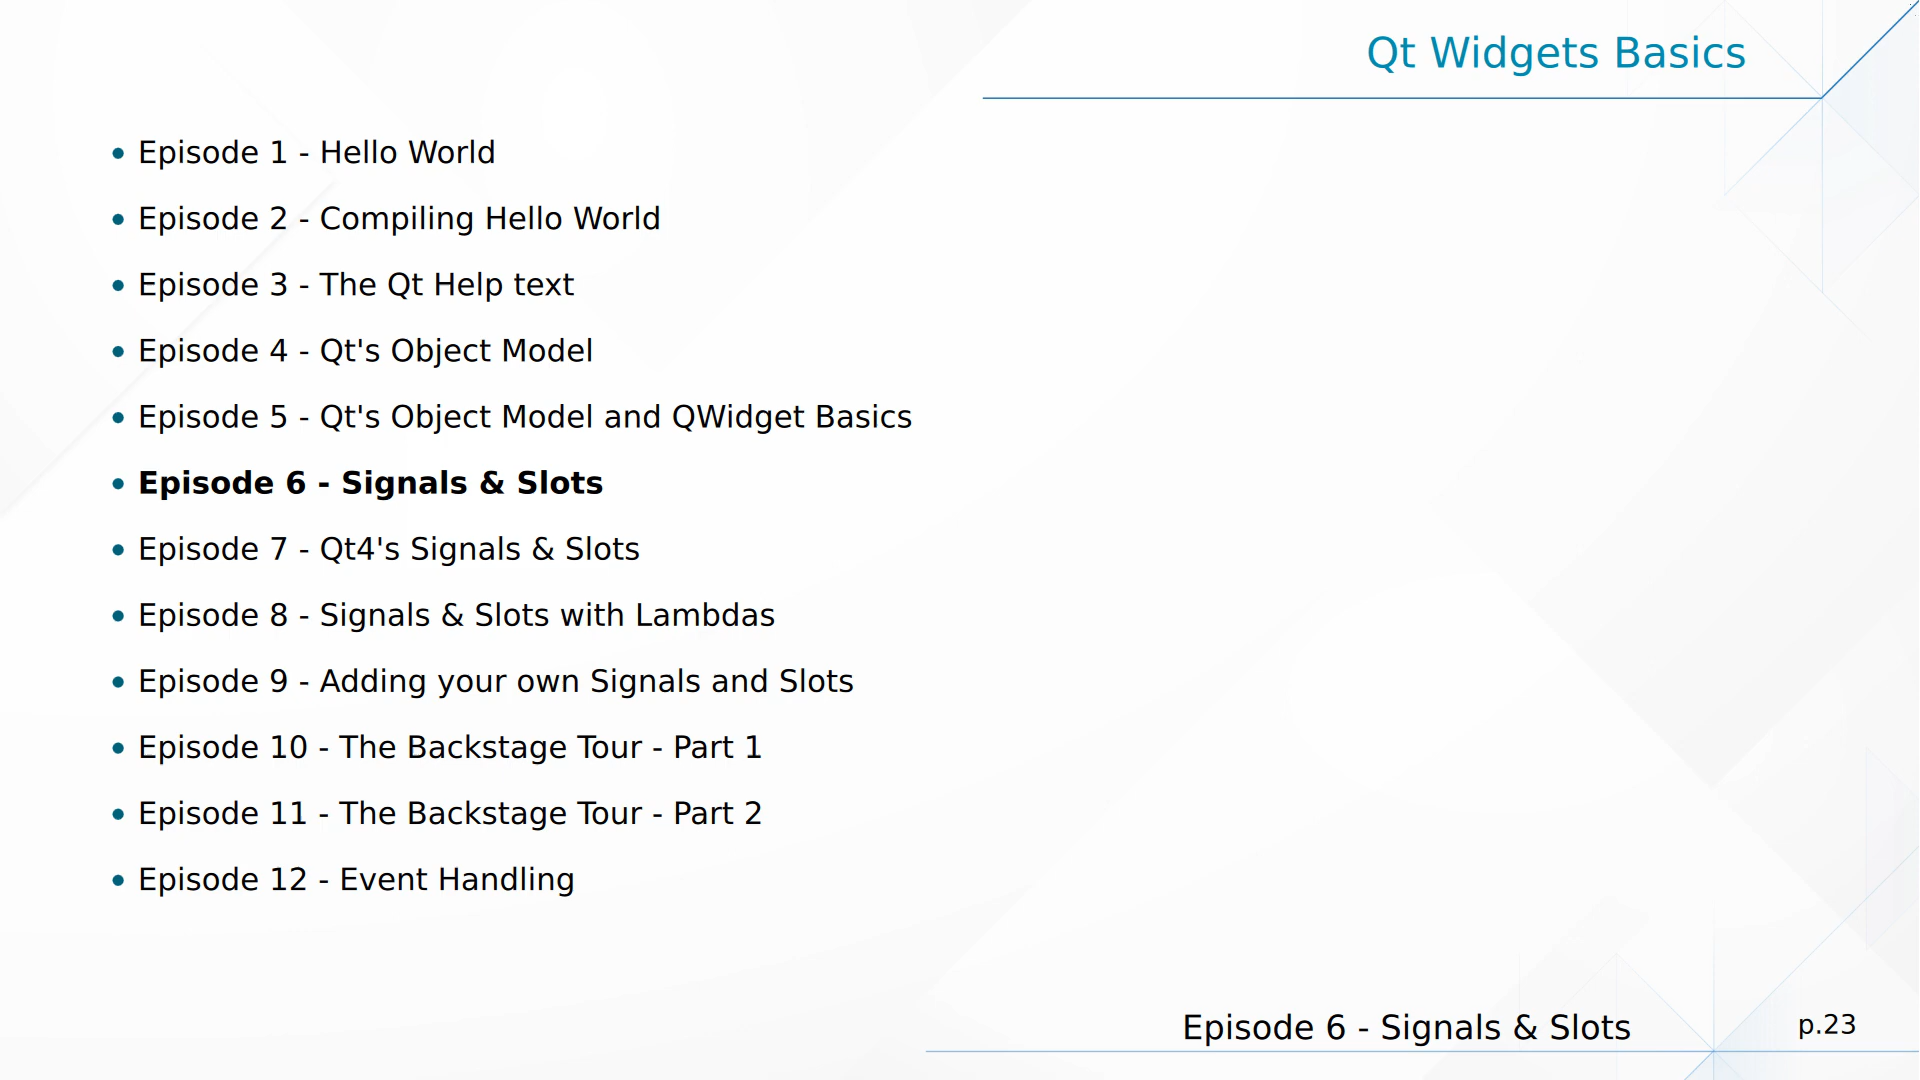 Qt Widgets Basics
• Episode 1 - Hello World
• Episode 2 - Compiling Hello World
• Episode 3 - The Qt Help text
• Episode 4 - Qt's Object Model
• Episode 5 - Qt's Object Model and QWidget Basics
• Episode 6 - Signals & Slots
• Episode 7 - Qt4's Signals & Slots
• Episode 8 - Signals & Slots with Lambdas
• Episode 9 - Adding your own Signals and Slots
• Episode 10 - The Backstage Tour - Part 1
• Episode 11 - The Backstage Tour - Part 2
• Episode 12 - Event Handling
Episode 6 - Signals & Slots
p.23